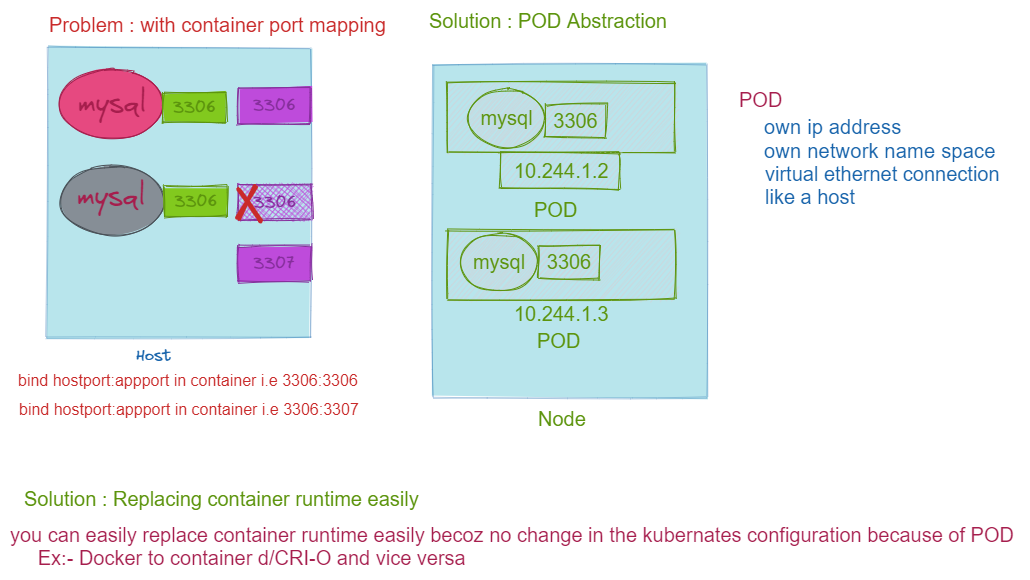 Problem : with container port mapping
mysql
3306
3306
mysql
3306
3306
3307
Host
bind hostport:appport in container i.e 3306:3306
bind hostport:appport in container i.e 3306:3307
Solution : POD Abstraction
mysql
3306
10.244.1.2
POD
mysql
3306
10.244.1.3
POD
Node
POD
own ip address
own network name space
virtual ethernet connection
like a host
Solution : Replacing container runtime easily
you can easily replace container runtime easily becoz no change in the kubernates configuration because of POD
Ex:- Docker to container d/CRI-O and vice versa